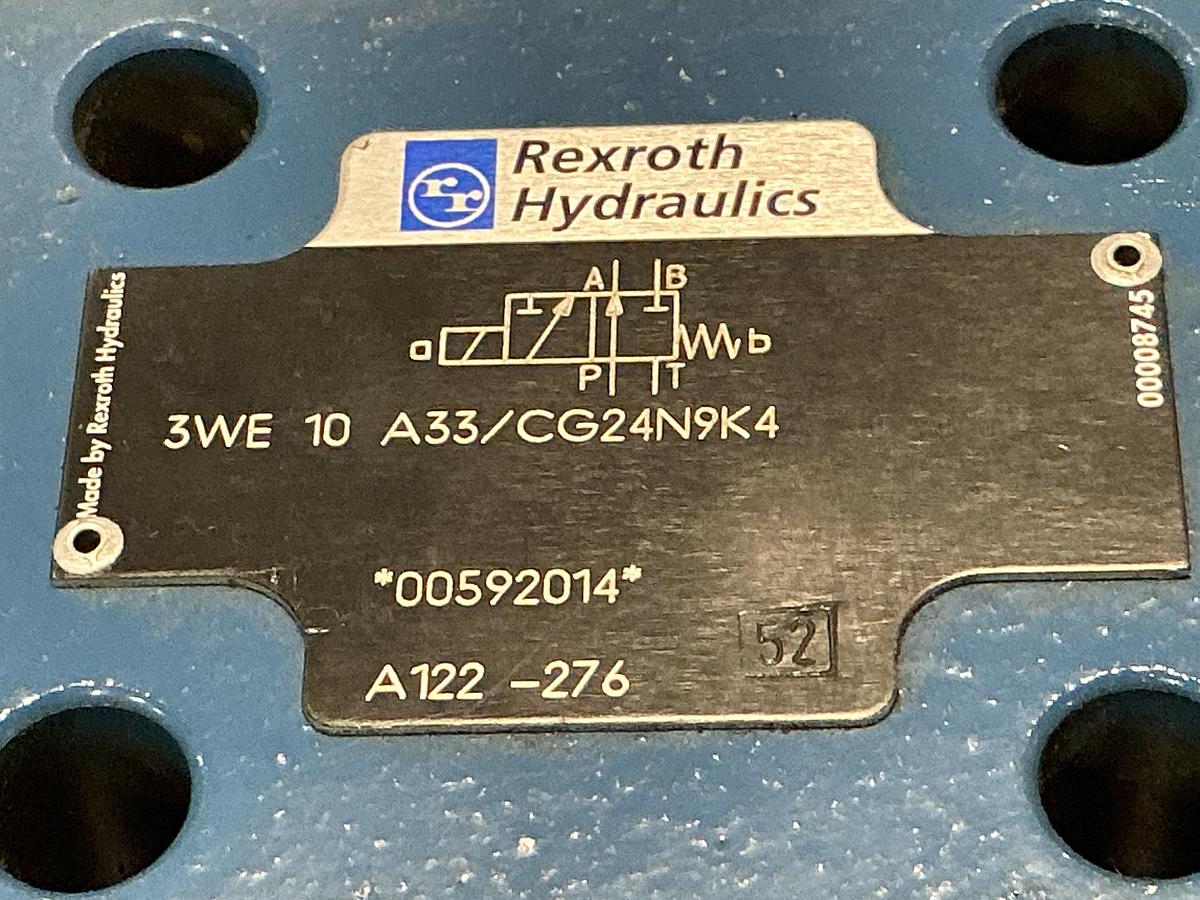 Rexroth
Hydraulics
Made by Rexroth Hydraulics
00008745
A B
a b
P T
3WE 10 A33/CG24N9K4
*00592014*
A122 -276
52